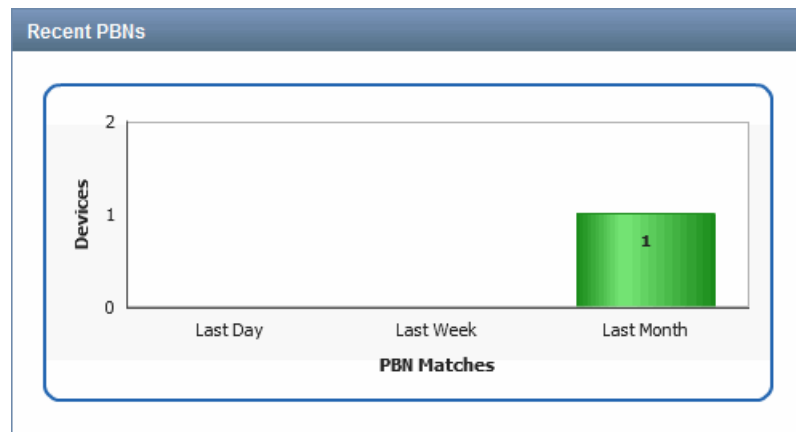 Recent PBNs
2
Devices
1
1
0
Last Day Last Week Last Month
PBN Matches